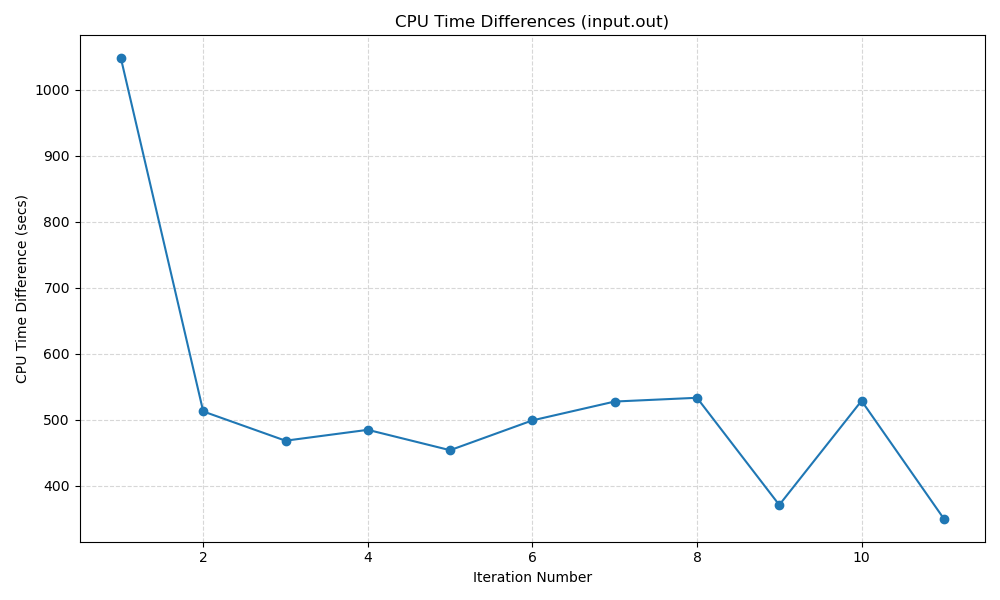 CPU Time Differences (input.out)
CPU Time Difference (secs)
1000
900
800
700
600
500
400
2 4 6 8 10
Iteration Number